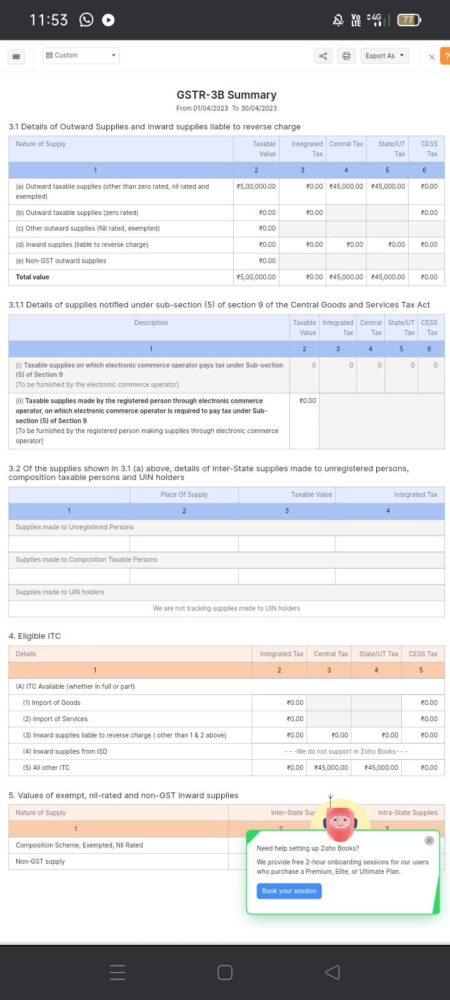 11:53
Vo LTE 4G 77
Custom
Export As
?
GSTR-3B Summary
From 01/04/2023 To 30/04/2023
3.1 Details of Outward Supplies and inward supplies liable to reverse charge
Nature of Supply Taxable Value Integrated Tax Central Tax State/UT Tax CESS Tax
1 2 3 4 5 6
(a) Outward taxable supplies (other than zero rated, nil rated and exempted) ₹5,00,000.00 ₹0.00 ₹45,000.00 ₹45,000.00 ₹0.00
(b) Outward taxable supplies (zero rated) ₹0.00 ₹0.00 ₹0.00
(c) Other outward supplies (Nil rated, exempted) ₹0.00
(d) Inward supplies (liable to reverse charge) ₹0.00 ₹0.00 ₹0.00 ₹0.00 ₹0.00
(e) Non-GST outward supplies ₹0.00
Total value ₹5,00,000.00 ₹0.00 ₹45,000.00 ₹45,000.00 ₹0.00
3.1.1 Details of supplies notified under sub-section (5) of section 9 of the Central Goods and Services Tax Act
Description Taxable Value Integrated Tax Central Tax State/UT Tax CESS Tax
1 2 3 4 5 6
(i) Taxable supplies on which electronic commerce operator pays tax under Sub-section 0 0 0 0 0
(5) of Section 9
[To be furnished by the electronic commerce operator]
(ii) Taxable supplies made by the registered person through electronic commerce ₹0.00
operator, on which electronic commerce operator is required to pay tax under Sub-
section (5) of Section 9
[To be furnished by the registered person making supplies through electronic commerce
operator]
3.2 Of the supplies shown in 3.1 (a) above, details of inter-State supplies made to unregistered persons,
composition taxable persons and UIN holders
Place Of Supply Taxable Value Integrated Tax
1 2 3 4
Supplies made to Unregistered Persons
Supplies made to Composition Taxable Persons
Supplies made to UIN holders
We are not tracking supplies made to UIN holders
4. Eligible ITC
Details Integrated Tax Central Tax State/UT Tax CESS Tax
1 2 3 4 5
(A) ITC Available (whether in full or part)
(1) Import of Goods ₹0.00 ₹0.00
(2) Import of Services ₹0.00 ₹0.00
(3) Inward supplies liable to reverse charge ( other than 1 & 2 above) ₹0.00 ₹0.00 ₹0.00 ₹0.00
(4) Inward supplies from ISD - - -We do not support in Zoho Books- - -
(5) All other ITC ₹0.00 ₹45,000.00 ₹45,000.00 ₹0.00
5. Values of exempt, nil-rated and non-GST inward supplies
Nature of Supply Inter-State Sup Intra-State Supplies
1 2 3
Composition Scheme, Exempted, Nil Rated
Non-GST supply
Need help setting up Zoho Books?
We provide free 2-hour onboarding sessions for our users
who purchase a Premium, Elite, or Ultimate Plan.
Book your session